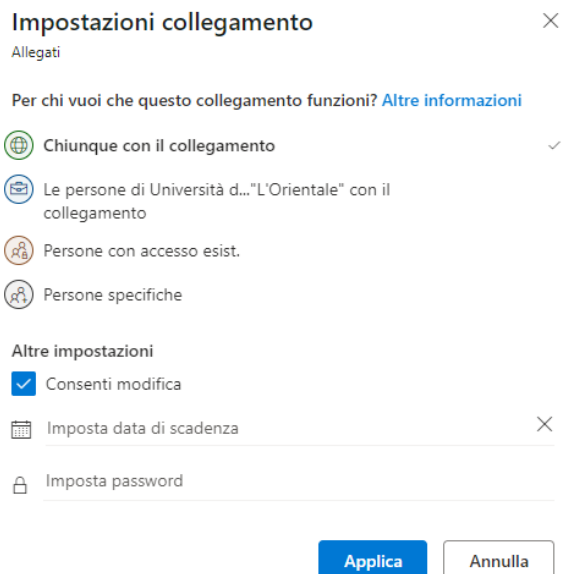 Impostazioni collegamento
Allegati
Per chi vuoi che questo collegamento funzioni? Altre informazioni
Chiunque con il collegamento
Le persone di Università d..."L'Orientale" con il
collegamento
Persone con accesso esist.
Persone specifiche
Altre impostazioni
Consenti modifica
Imposta data di scadenza
Imposta password
Applica Annulla